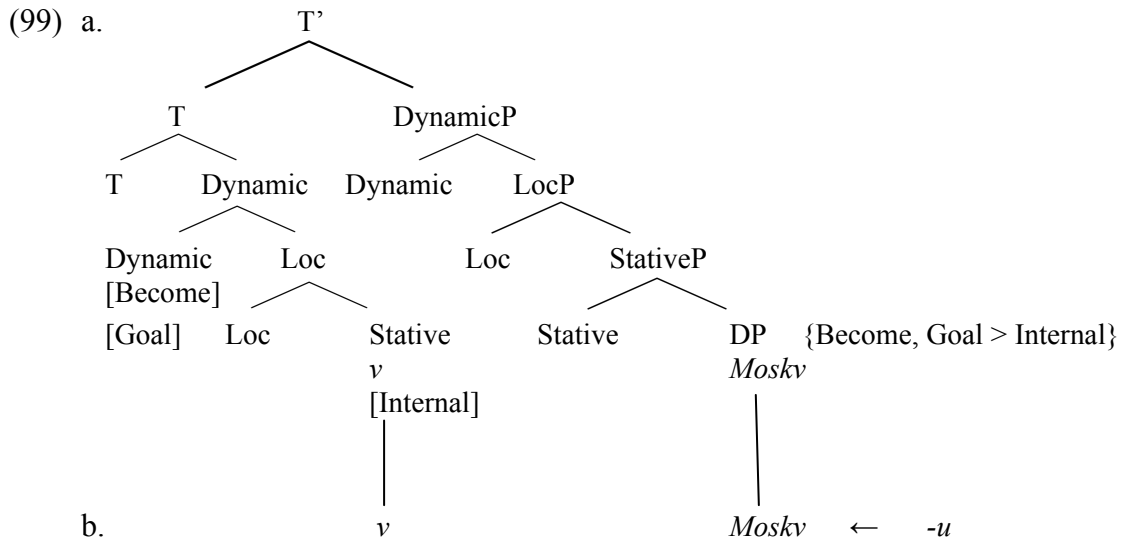 (99) a. T’
T DynamicP
T Dynamic Dynamic LocP
Dynamic Loc Loc StativeP
[Become]
[Goal] Loc Stative Stative DP {Become, Goal > Internal}
v Moskv
[Internal]
b. v Moskv ← -u